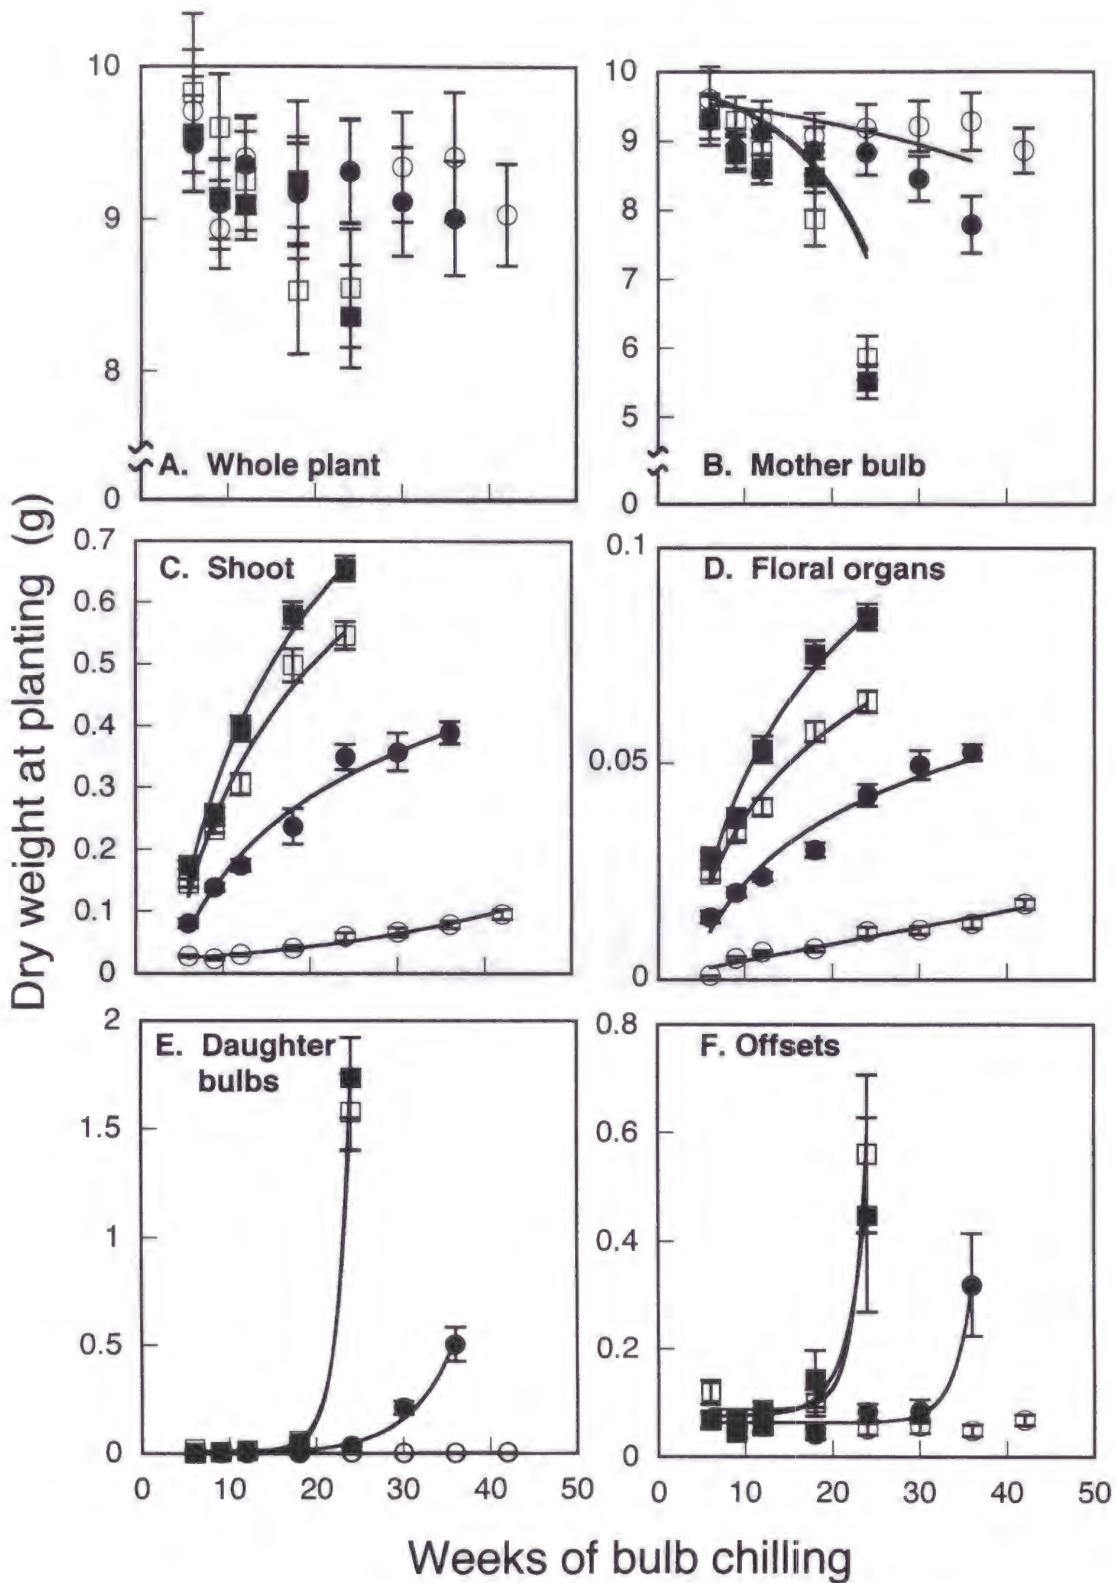 10
9
8
0
A. Whole plant
10
9
8
7
6
5
0
B. Mother bulb
Dry weight at planting (g)
0.7
0.6
0.5
0.4
0.3
0.2
0.1
0
C. Shoot
0.1
0.05
0
D. Floral organs
2
1.5
1
0.5
0
E. Daughter
bulbs
0.8
0.6
0.4
0.2
0
F. Offsets
0 10 20 30 40 50
0 10 20 30 40 50
Weeks of bulb chilling